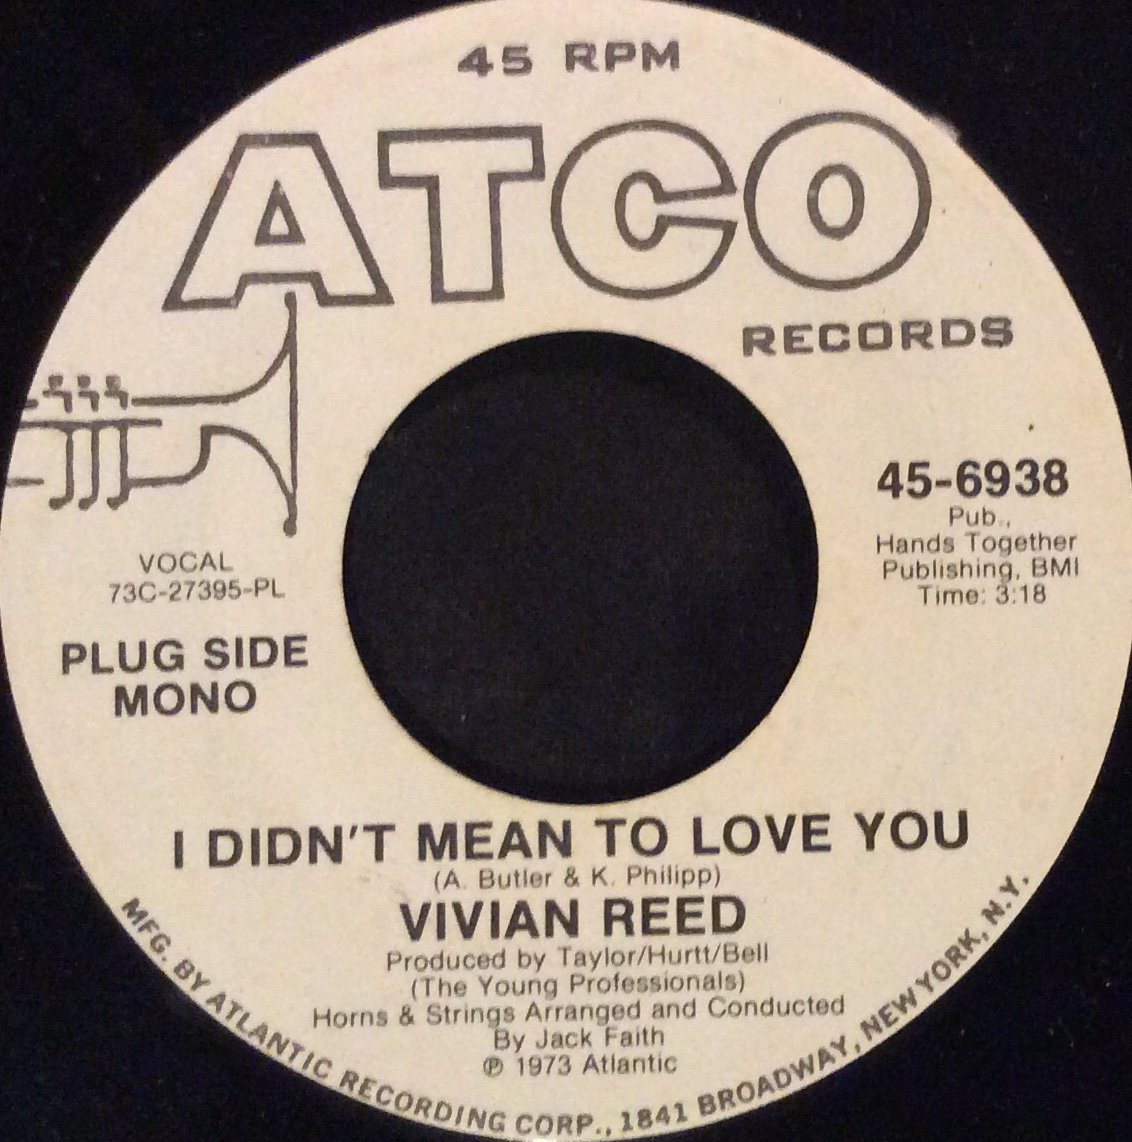 45 RPM
ATCO
RECORDS
45-6938
Pub.,
Hands Together
Publishing, BMI
Time: 3:18
VOCAL
73C-27395-PL
PLUG SIDE
MONO
I DIDN'T MEAN TO LOVE YOU
(A. Butler & K. Philipp)
VIVIAN REED
Produced by Taylor/Hurtt/Bell
(The Young Professionals)
Horns & Strings Arranged and Conducted
By Jack Faith
℗ 1973 Atlantic
MFG. BY ATLANTIC RECORDING CORP., 1841 BROADWAY, NEW YORK, N.Y.